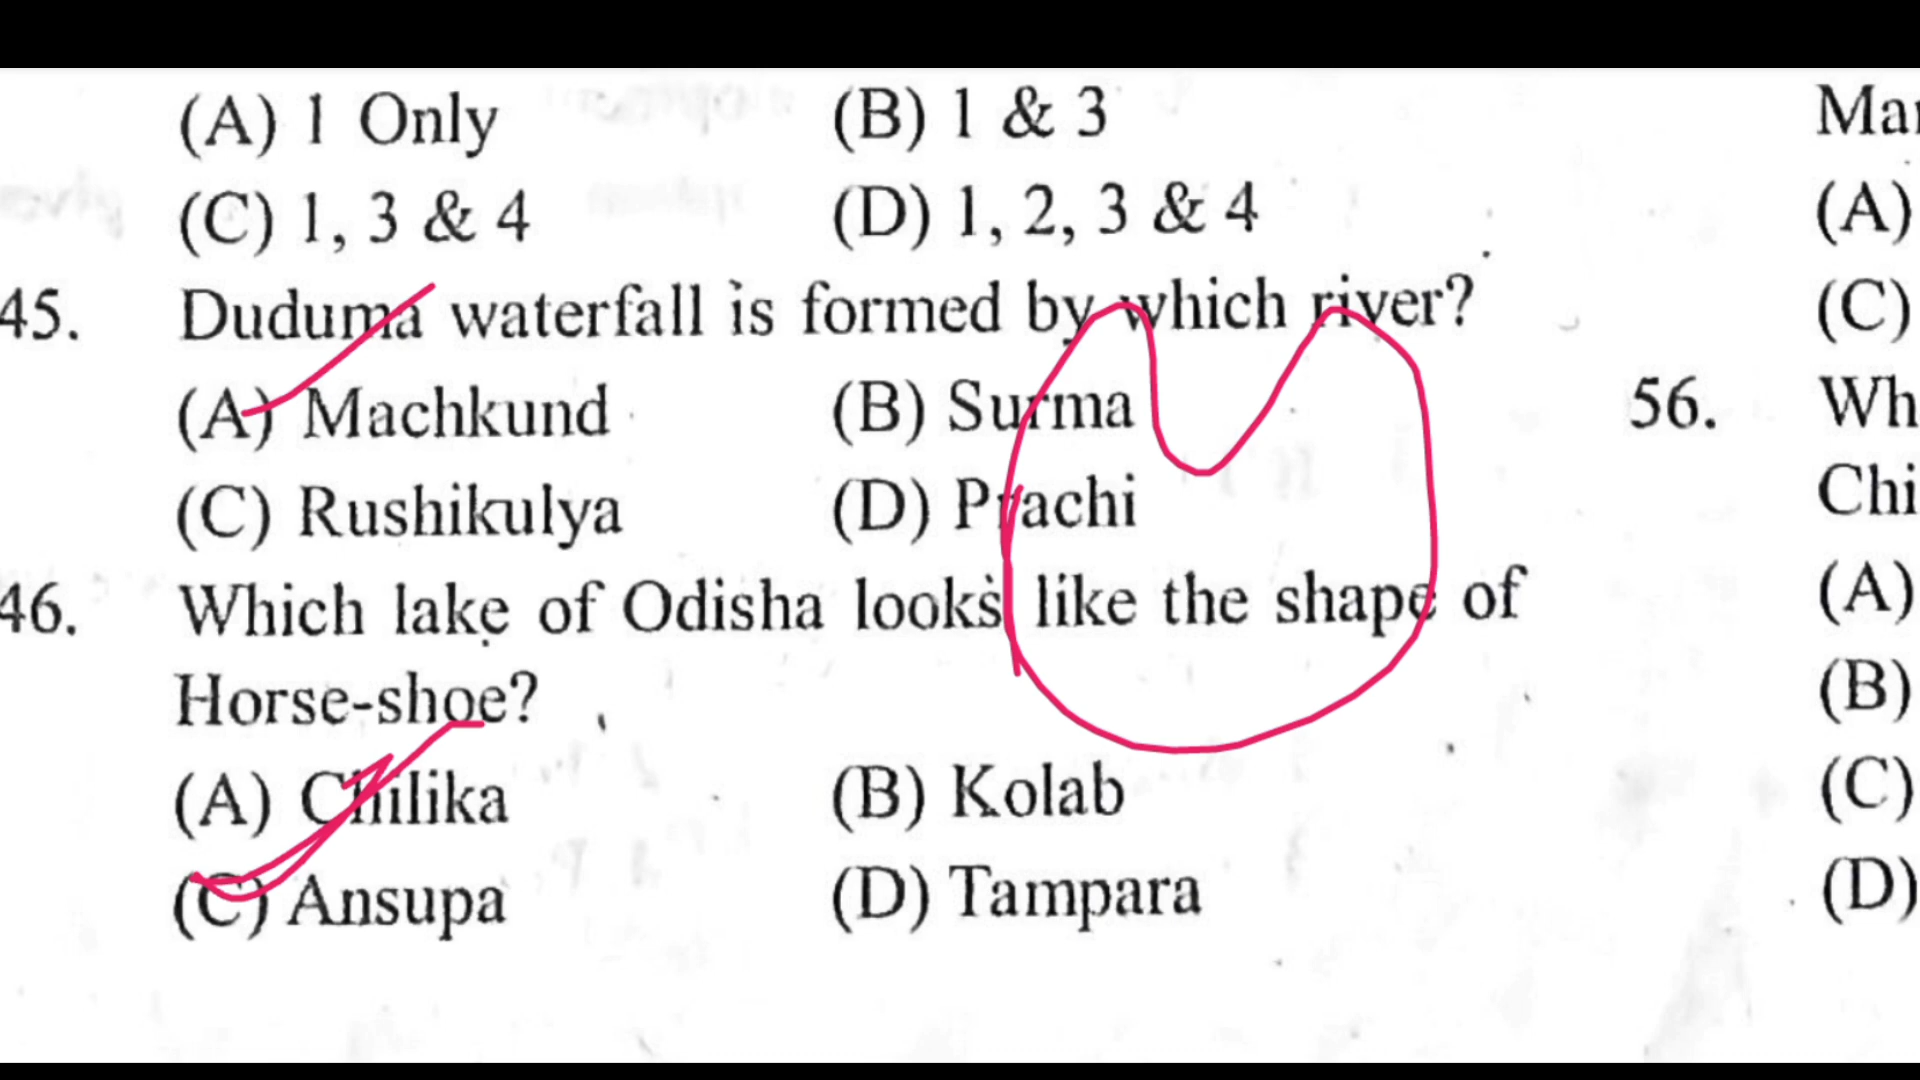 (A) 1 Only (B) 1 & 3
(C) 1, 3 & 4 (D) 1, 2, 3 & 4
45. Duduma waterfall is formed by which river?
(A) Machkund (B) Surma
(C) Rushikulya (D) Prachi
46. Which lake of Odisha looks like the shape of
Horse-shoe?
(A) Chilika (B) Kolab
(C) Ansupa (D) Tampara
(A)
(C)
56. Wh
Chi
(A)
(B)
(C)
(D)